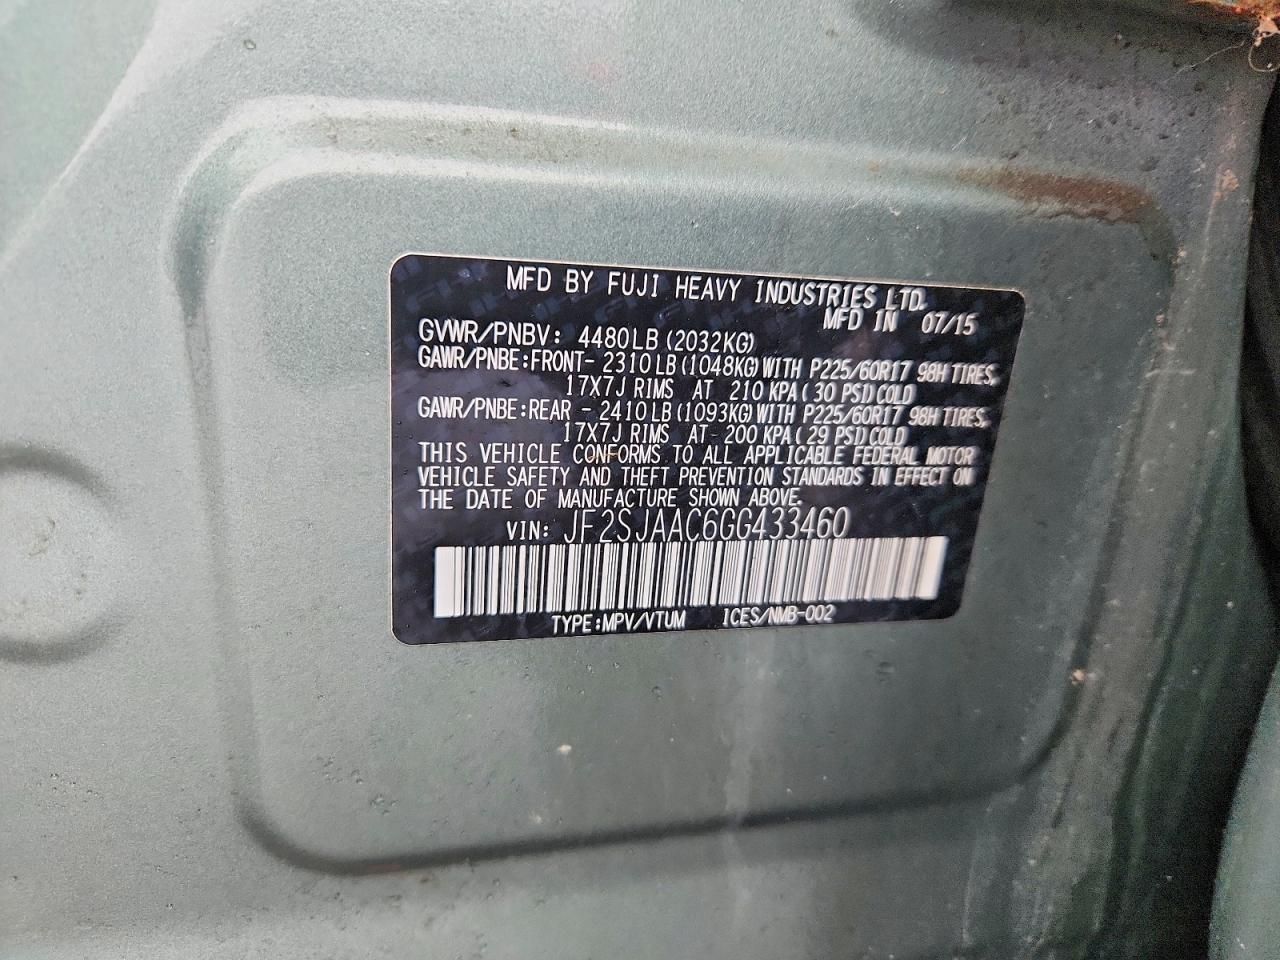 MFD BY FUJI HEAVY INDUSTRIES LTD.
MFD IN 07/15
GVWR/PNBV: 4480LB (2032KG)
GAWR/PNBE:FRONT- 2310LB(1048KG)WITH P225/60R17 98H TIRES,
17X7J RIMS AT 210 KPA( 30 PSI)COLD
GAWR/PNBE:REAR - 2410LB(1093KG)WITH P225/60R17 98H TIRES,
17X7J RIMS AT 200 KPA( 29 PSI)COLD
THIS VEHICLE CONFORMS TO ALL APPLICABLE FEDERAL MOTOR
VEHICLE SAFETY AND THEFT PREVENTION STANDARDS IN EFFECT ON
THE DATE OF MANUFACTURE SHOWN ABOVE.
VIN: JF2SJAAC6GG433460
TYPE:MPV/VTUM ICES/NMB-002